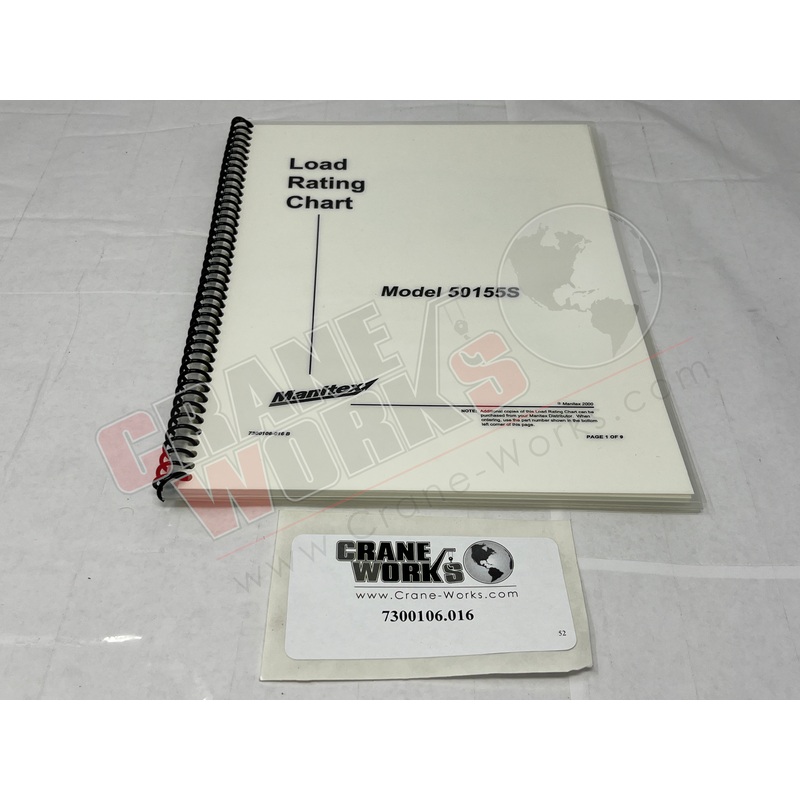 Load
Rating
Chart
Model 50155S
Manitex
© Manitex 2000
NOTE: Additional copies of this Load Rating Chart can be
purchased from your Manitex Distributor. When
ordering, use the part number shown in the bottom
left corner of this page.
PAGE 1 OF 9
CRANE
WORKS
www.Crane-Works.com
CRANE
WORKS
www.Crane-Works.com
7300106.016
52